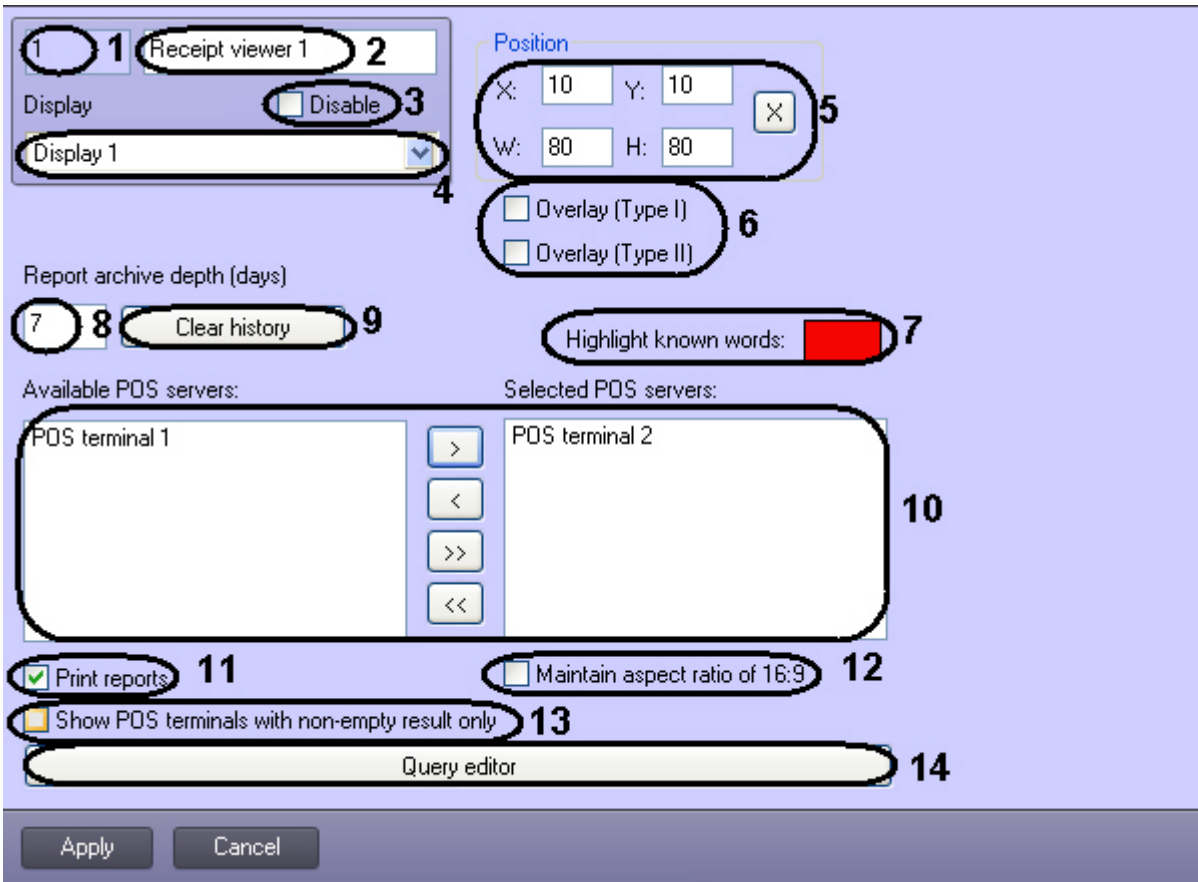 1 1 Receipt viewer 1 2
Display Disable 3
Display 1
4
Position
X: 10 Y: 10 X 5
W: 80 H: 80
Overlay (Type I)
6
Overlay (Type II)
Report archive depth (days)
7 8 Clear history 9
Highlight known words: 7
Available POS servers: Selected POS servers:
POS terminal 1 > POS terminal 2
<
10
>>
<<
Print reports 11 Maintain aspect ratio of 16:9 12
Show POS terminals with non-empty result only 13
Query editor 14
Apply Cancel